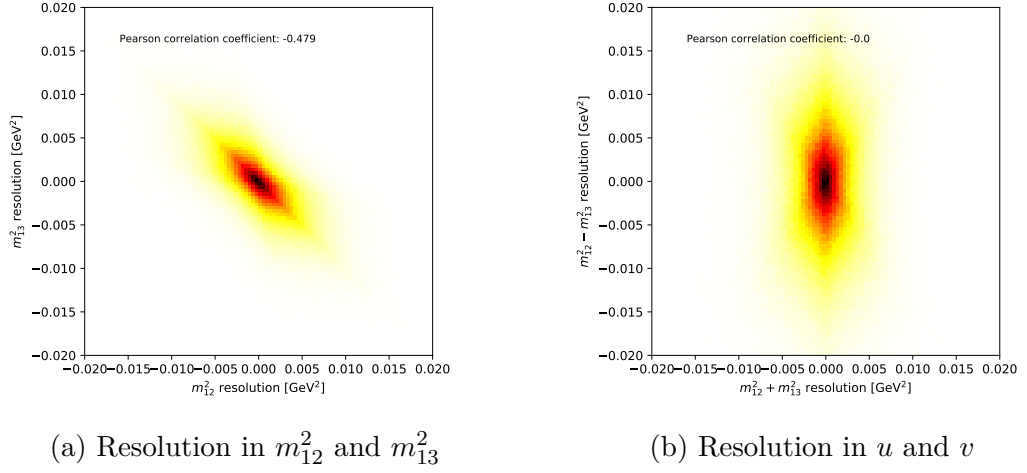 0.020
0.015
0.010
0.005
0.000
−0.005
−0.010
−0.015
−0.020
m²₁₃ resolution [GeV²]
Pearson correlation coefficient: -0.479
−0.020−0.015−0.010−0.005 0.000 0.005 0.010 0.015 0.020
m²₁₂ resolution [GeV²]
(a) Resolution in m²₁₂ and m²₁₃
0.020
0.015
0.010
0.005
0.000
−0.005
−0.010
−0.015
−0.020
m²₁₂ − m²₁₃ resolution [GeV²]
Pearson correlation coefficient: -0.0
−0.020−0.015−0.010−0.005 0.000 0.005 0.010 0.015 0.020
m²₁₂ + m²₁₃ resolution [GeV²]
(b) Resolution in u and v